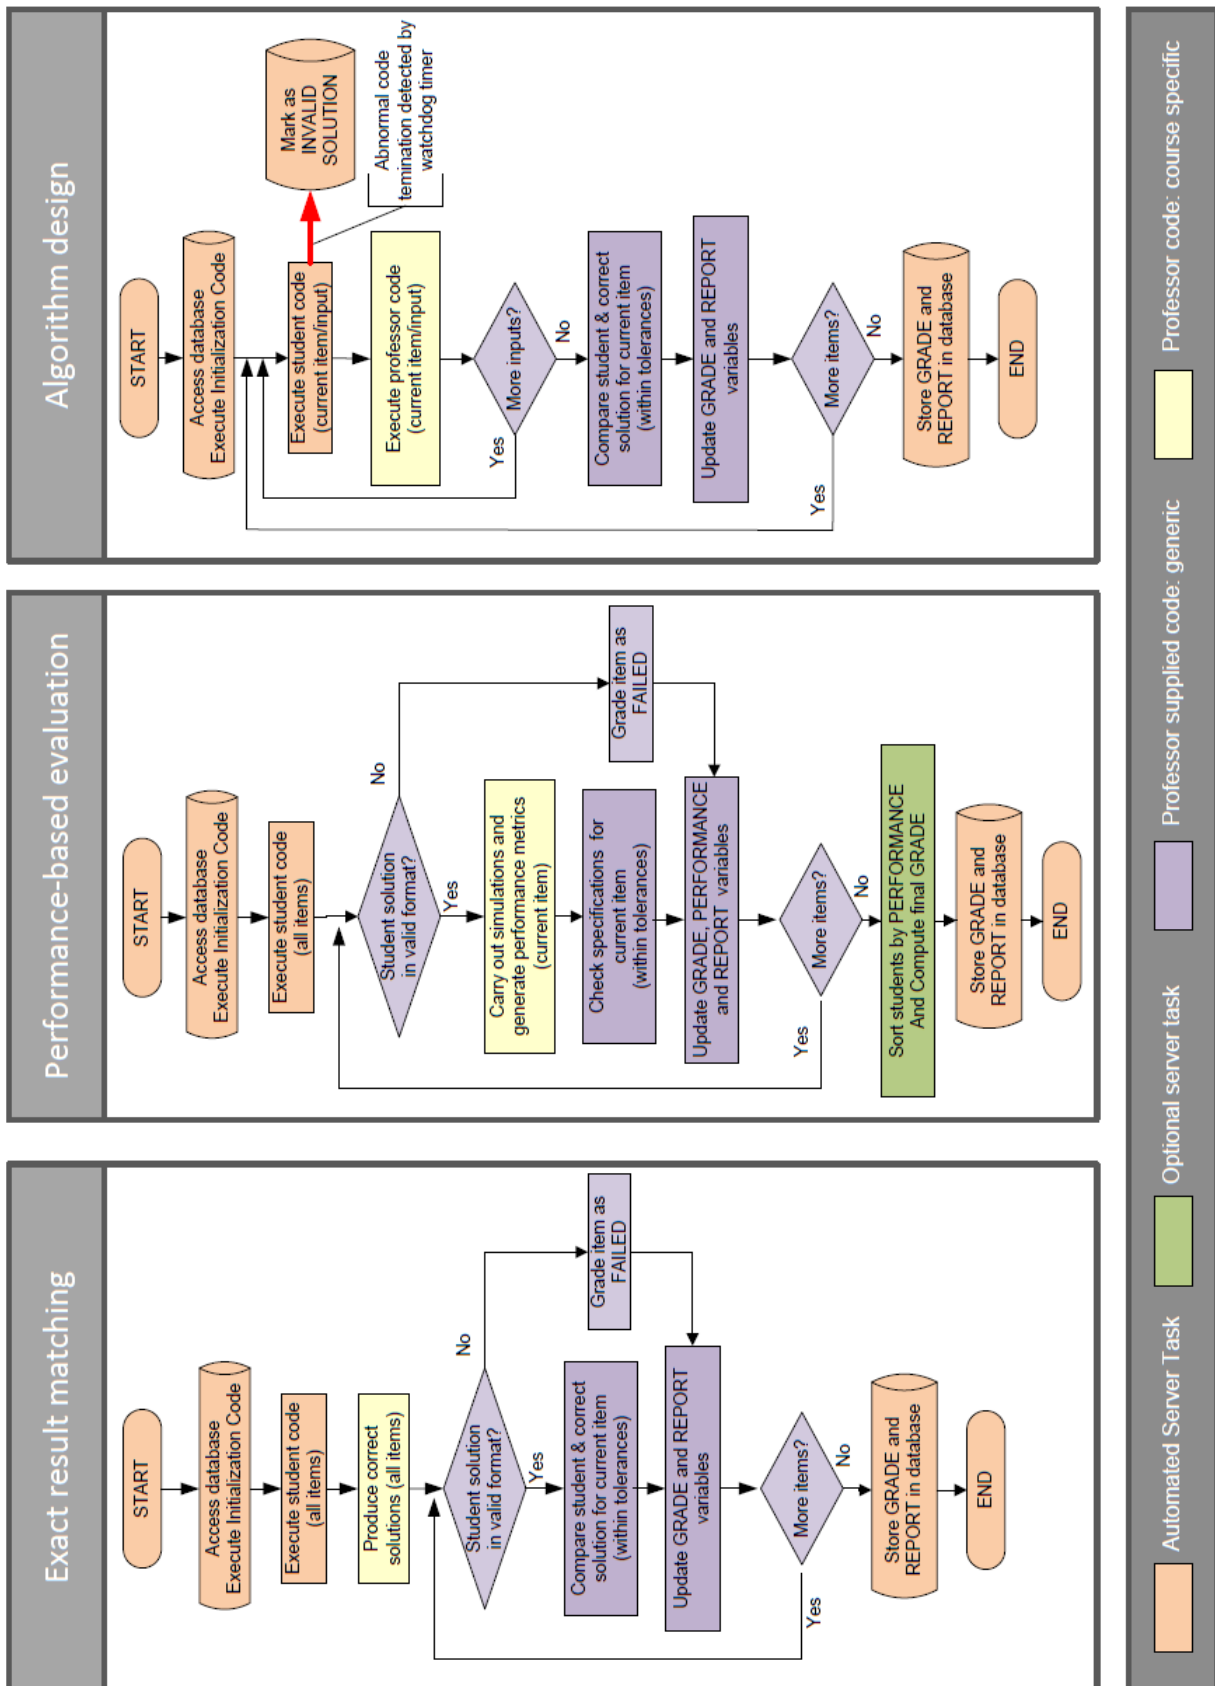 Exact result matching
START
Access database
Execute Initialization Code
Execute student code
(all items)
Produce correct
solutions (all items)
Student solution
in valid format?
No
Yes
Grade item as
FAILED
Compare student & correct
solution for current item
(within tolerances)
Update GRADE and REPORT
variables
More items?
Yes
No
Store GRADE and
REPORT in database
END
Performance-based evaluation
START
Access database
Execute Initialization Code
Execute student code
(all items)
Student solution
in valid format?
No
Yes
Grade item as
FAILED
Carry out simulations and
generate performance metrics
(current item)
Check specifications for
current item
(within tolerances)
Update GRADE, PERFORMANCE
and REPORT variables
More items?
Yes
No
Sort students by PERFORMANCE
And Compute final GRADE
Store GRADE and
REPORT in database
END
Algorithm design
START
Access database
Execute Initialization Code
Execute student code
(current item/input)
Mark as
INVALID
SOLUTION
Abnormal code
temination detected by
watchdog timer
Execute professor code
(current item/input)
More inputs?
Yes
No
Compare student & correct
solution for current item
(within tolerances)
Update GRADE and REPORT
variables
More items?
Yes
No
Store GRADE and
REPORT in database
END
Automated Server Task
Optional server task
Professor supplied code: generic
Professor code: course specific